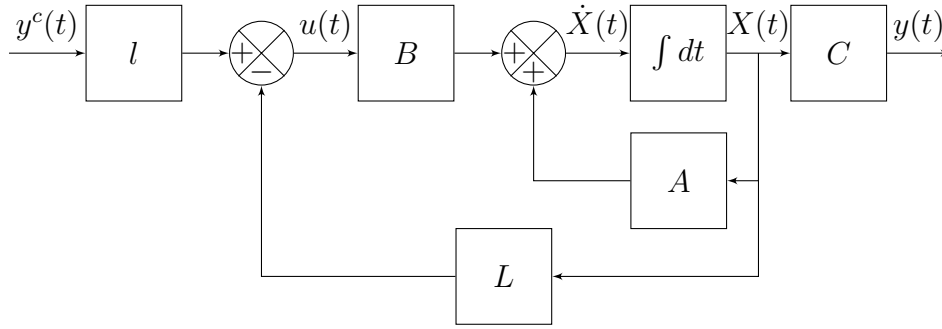 y^c(t)
l
+
−
u(t)
B
+
+
Ẋ(t)
∫ dt
X(t)
C
y(t)
A
L